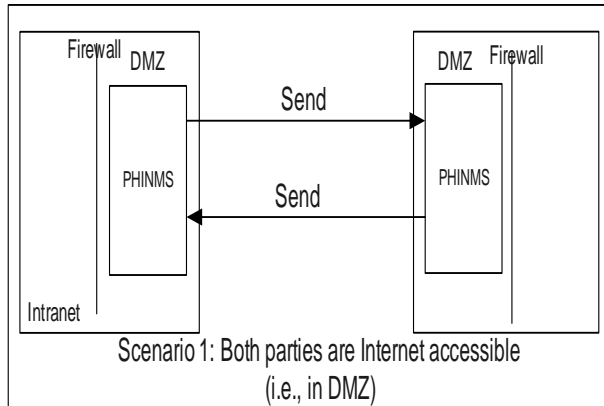 Firewall
DMZ
DMZ
Firewall
Send
PHINMS
PHINMS
Send
Intranet
Scenario 1: Both parties are Internet accessible
(i.e., in DMZ)